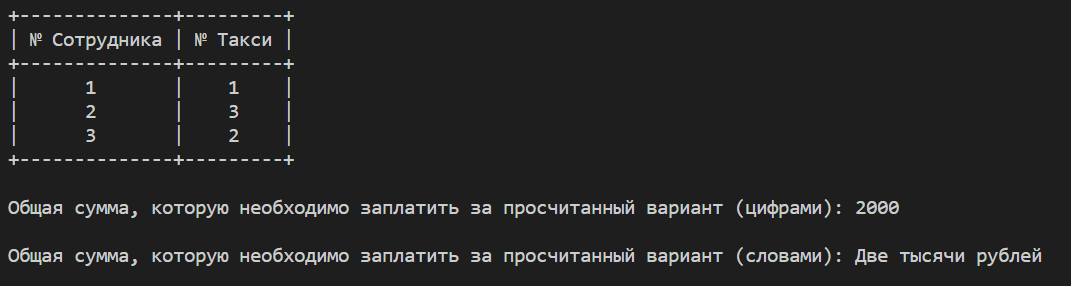 +--------------+---------+
| № Сотрудника | № Такси |
+--------------+---------+
|      1       |    1    |
|      2       |    3    |
|      3       |    2    |
+--------------+---------+
Общая сумма, которую необходимо заплатить за просчитанный вариант (цифрами): 2000
Общая сумма, которую необходимо заплатить за просчитанный вариант (словами): Две тысячи рублей